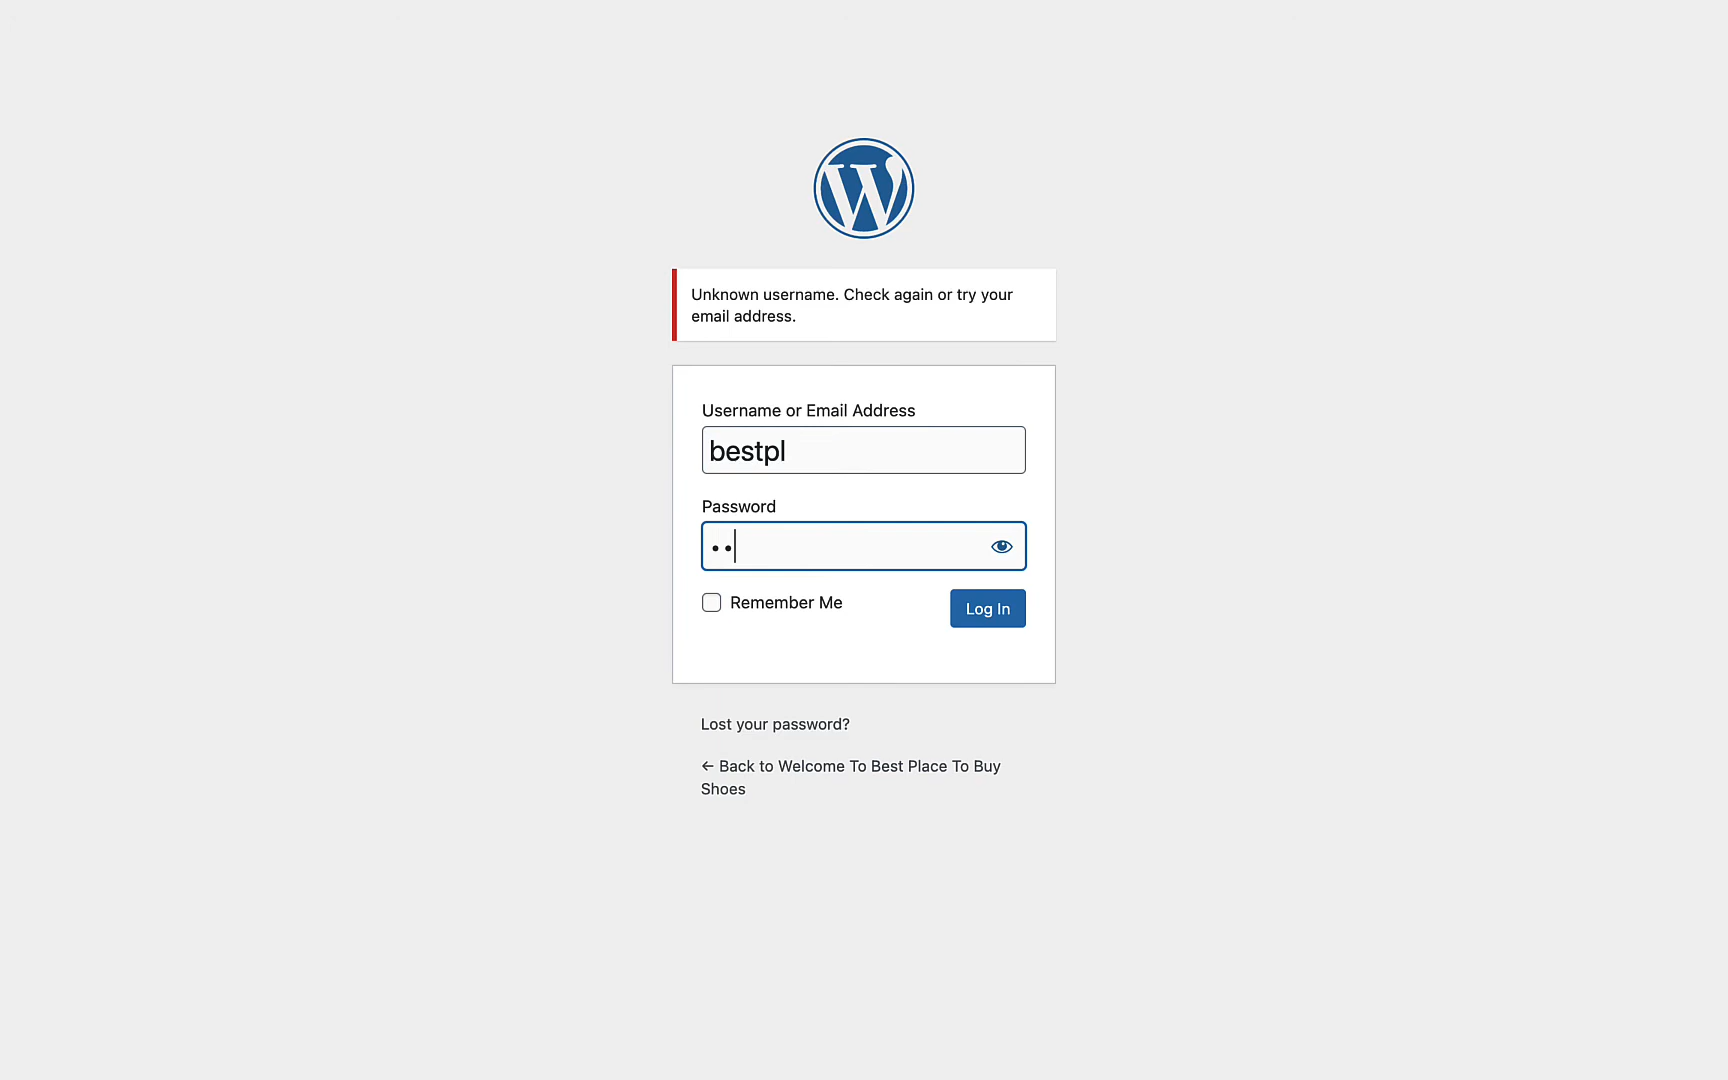 Unknown username. Check again or try your
email address.
Username or Email Address
bestpl
Password
Remember Me
Log In
Lost your password?
← Back to Welcome To Best Place To Buy
Shoes